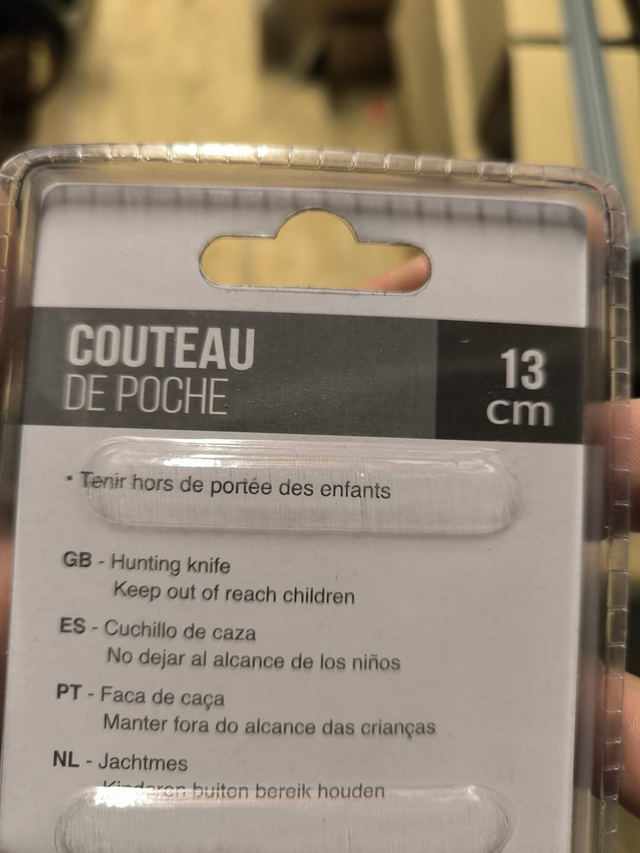 COUTEAU
DE POCHE
13
cm
• Tenir hors de portée des enfants
GB - Hunting knife
Keep out of reach children
ES - Cuchillo de caza
No dejar al alcance de los niños
PT - Faca de caça
Manter fora do alcance das crianças
NL - Jachtmes
Kinderen buiten bereik houden